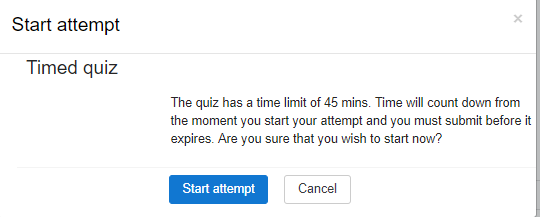 Start attempt
×
Timed quiz
The quiz has a time limit of 45 mins. Time will count down from
the moment you start your attempt and you must submit before it
expires. Are you sure that you wish to start now?
Start attempt
Cancel